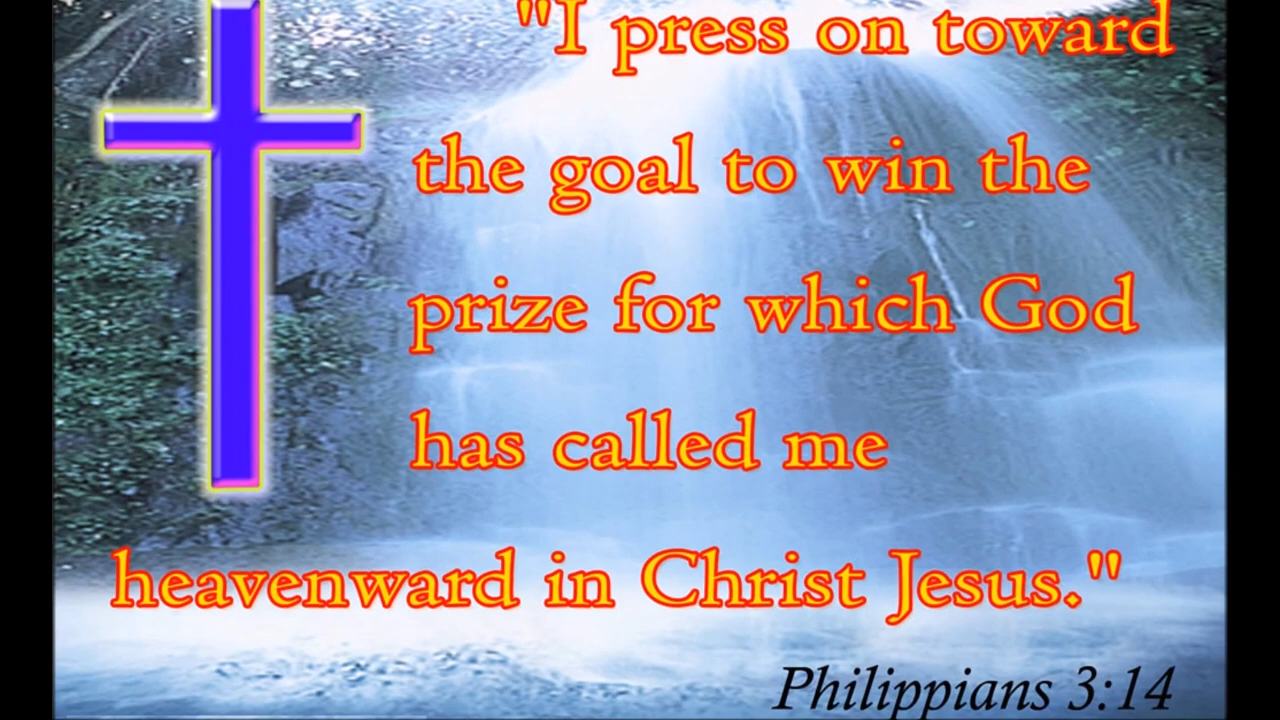 "I press on toward
the goal to win the
prize for which God
has called me
heavenward in Christ Jesus."
Philippians 3:14